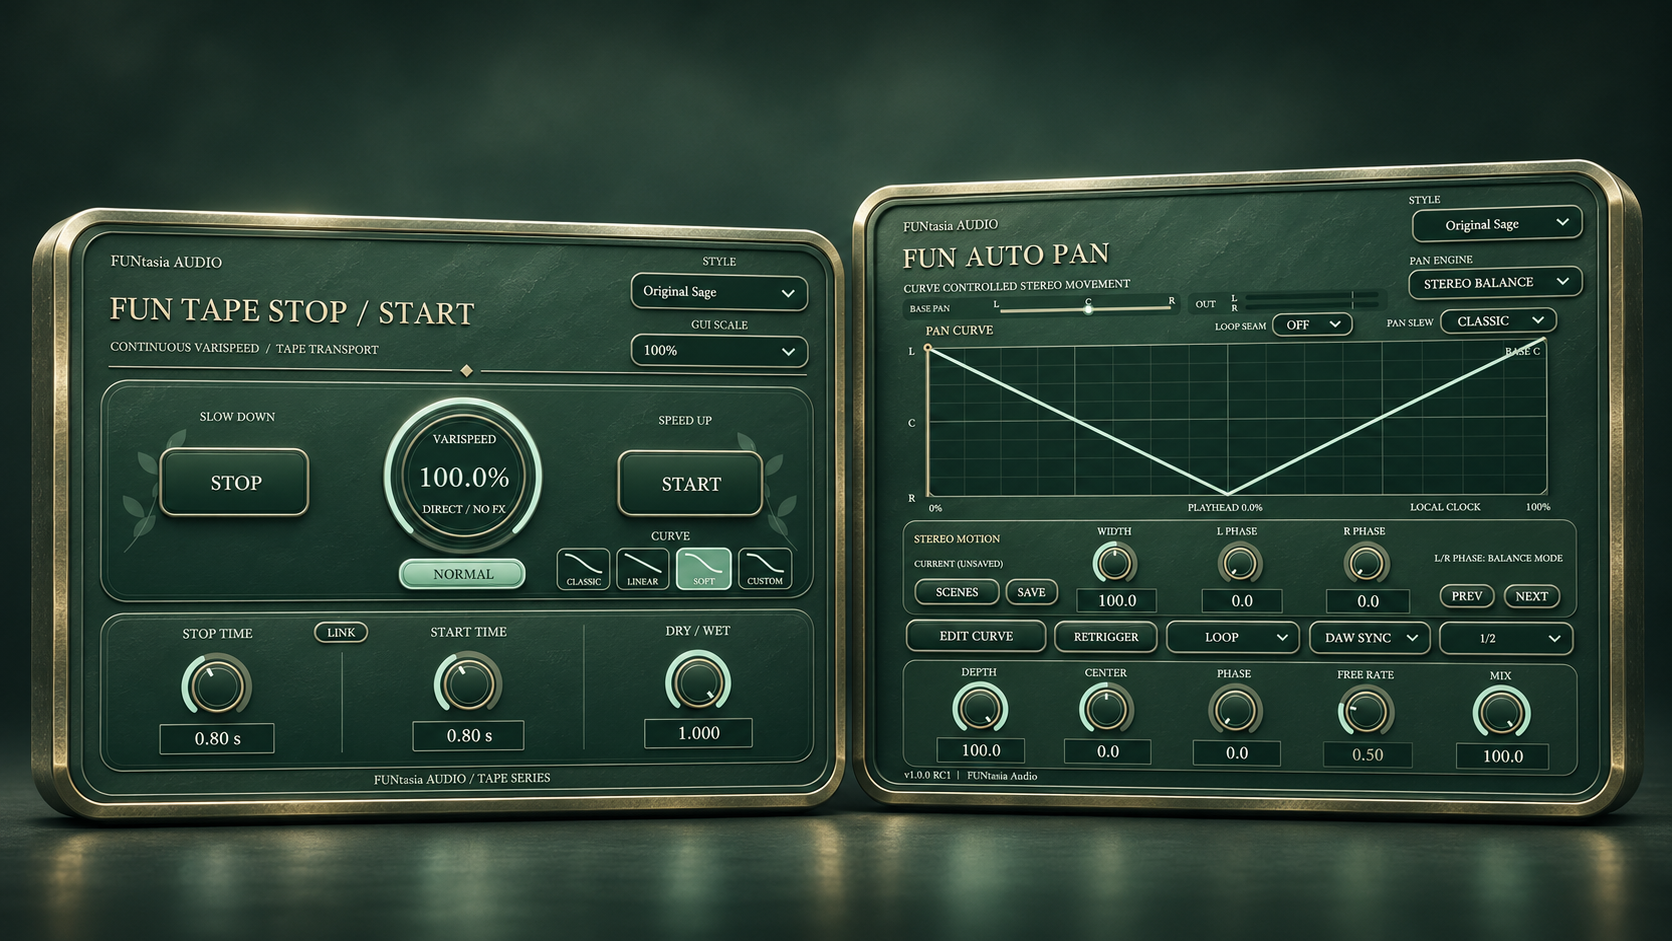 FUNtasia AUDIO
STYLE
FUN TAPE STOP / START
Original Sage
GUI SCALE
CONTINUOUS VARISPEED / TAPE TRANSPORT
100%
SLOW DOWN
SPEED UP
VARISPEED
STOP
100.0%
START
DIRECT / NO FX
CURVE
NORMAL
CLASSIC
LINEAR
SOFT
CUSTOM
STOP TIME
LINK
START TIME
DRY / WET
0.80 s
0.80 s
1.000
FUNtasia AUDIO / TAPE SERIES
STYLE
FUNtasia AUDIO
Original Sage
FUN AUTO PAN
PAN ENGINE
CURVE CONTROLLED STEREO MOVEMENT
STEREO BALANCE
BASE PAN
L
C
R
OUT
L
R
PAN CURVE
LOOP SEAM
OFF
PAN SLEW
CLASSIC
L
BASE C
C
R
0%
PLAYHEAD 0.0%
LOCAL CLOCK
100%
STEREO MOTION
WIDTH
L PHASE
R PHASE
CURRENT (UNSAVED)
L/R PHASE: BALANCE MODE
SCENES
SAVE
100.0
0.0
0.0
PREV
NEXT
EDIT CURVE
RETRIGGER
LOOP
DAW SYNC
1/2
DEPTH
CENTER
PHASE
FREE RATE
MIX
100.0
0.0
0.0
0.50
100.0
v1.0.0 RC1 | FUNtasia Audio